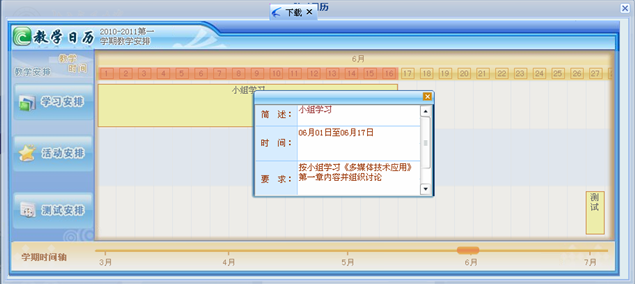 下载 ×
日历
教学日历
2010-2011第一
学期教学安排
教学
时间
教学安排
6月
1 2 3 4 5 6 7 8 9 10 11 12 13 14 15 16 17 18 19 20 21 22 23 24 25 26 27
学习安排
小组学习
简 述：
小组学习
时 间：
06月01日至06月17日
要 求：
按小组学习《多媒体技术应用》
第一章内容并组织讨论
活动安排
测试安排
测
试
学期时间轴
3月 4月 5月 6月 7月